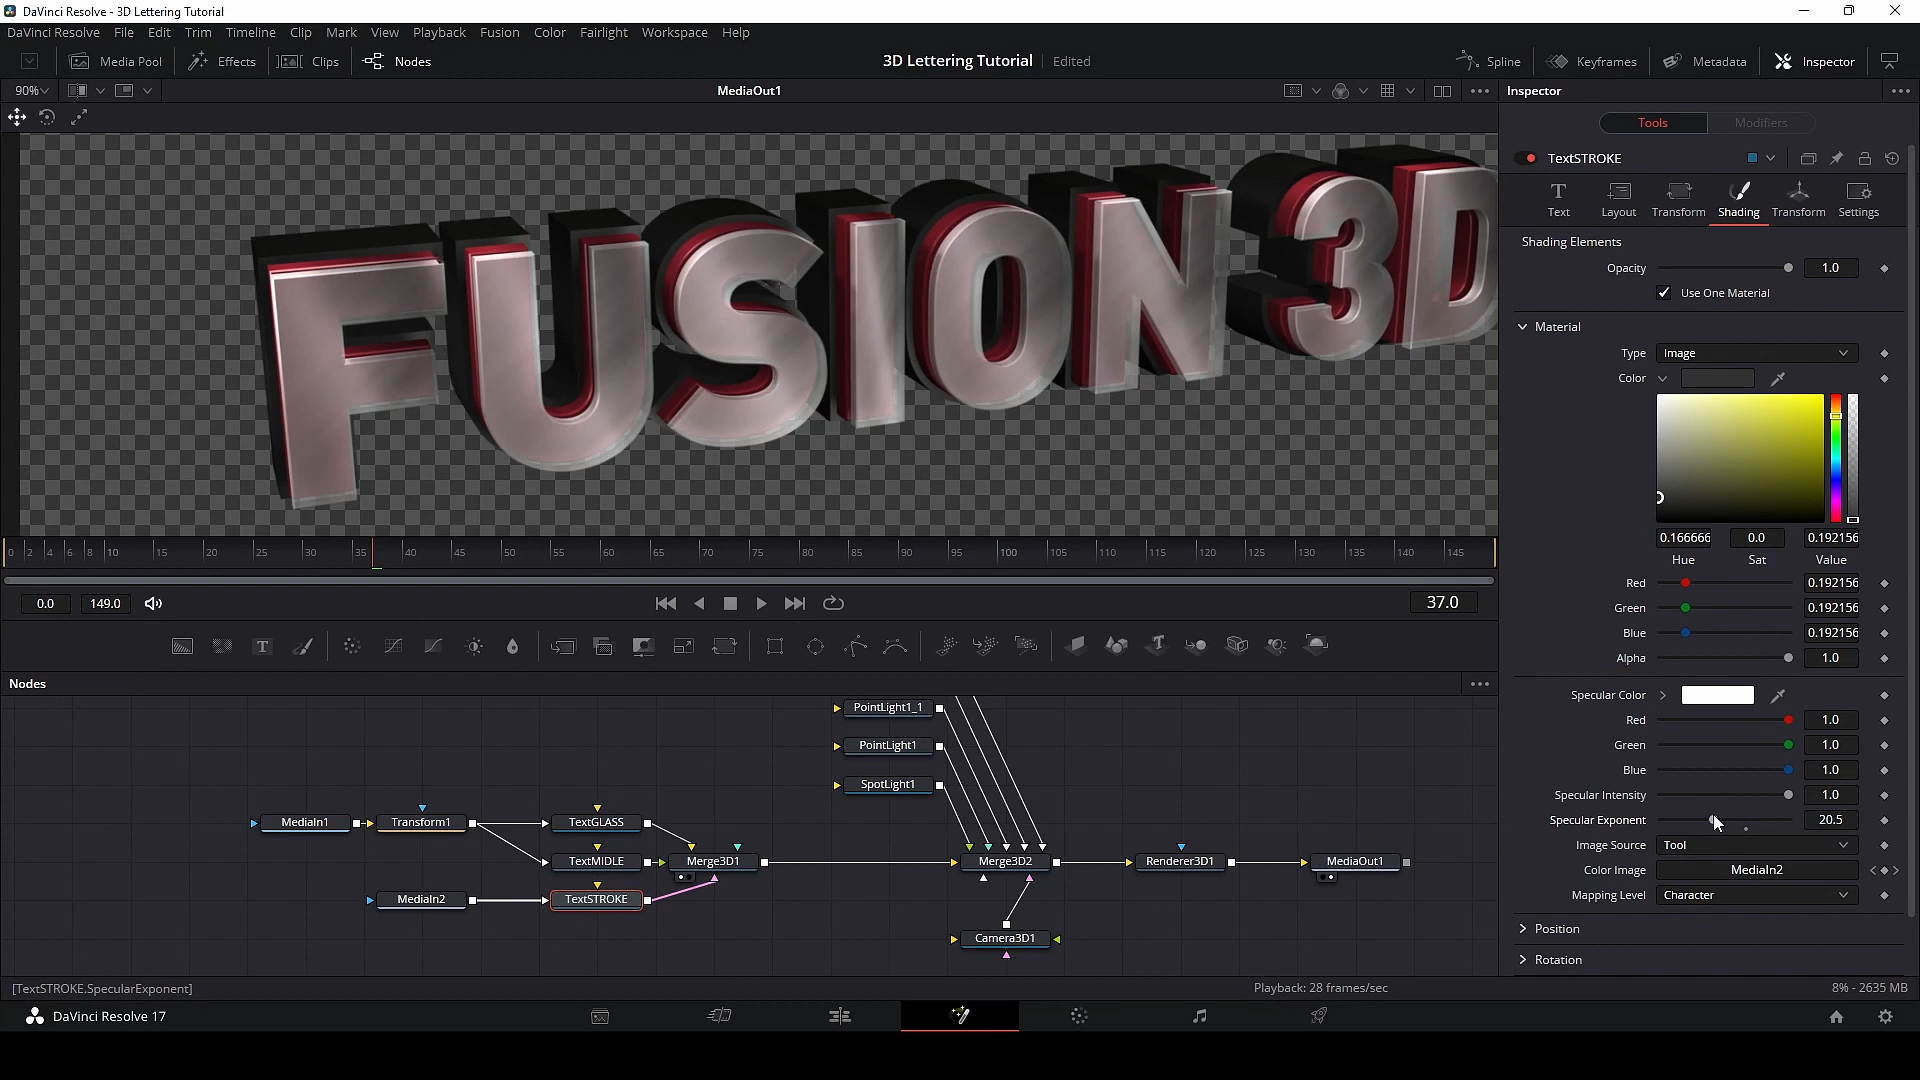 DaVinci Resolve - 3D Lettering Tutorial
DaVinci Resolve File Edit Trim Timeline Clip Mark View Playback Fusion Color Fairlight Workspace Help
Media Pool Effects Clips Nodes 3D Lettering Tutorial Edited Spline Keyframes Metadata Inspector
90% MediaOut1 Inspector
Tools Modifiers
TextSTROKE
Text Layout Transform Shading Transform Settings
FUSION 3D
Shading Elements
Opacity 1.0
Use One Material
Material
Type Image
Color
0.166666 0.0 0.192156
Hue Sat Value
Red 0.192156
Green 0.192156
Blue 0.192156
Alpha 1.0
Specular Color
Red 1.0
Green 1.0
Blue 1.0
Specular Intensity 1.0
Specular Exponent 20.5
Image Source Tool
Color Image MediaIn2
Mapping Level Character
Position
Rotation
0 2 4 6 8 10 15 20 25 30 35 40 45 50 55 60 65 70 75 80 85 90 95 100 105 110 115 120 125 130 135 140 145
0.0 149.0 37.0
Nodes
PointLight1_1
PointLight1
SpotLight1
MediaIn1 Transform1 TextGLASS
TextMIDLE Merge3D1 Merge3D2 Renderer3D1 MediaOut1
MediaIn2 TextSTROKE
Camera3D1
[TextSTROKE.SpecularExponent] Playback: 28 frames/sec 8% - 2635 MB
DaVinci Resolve 17